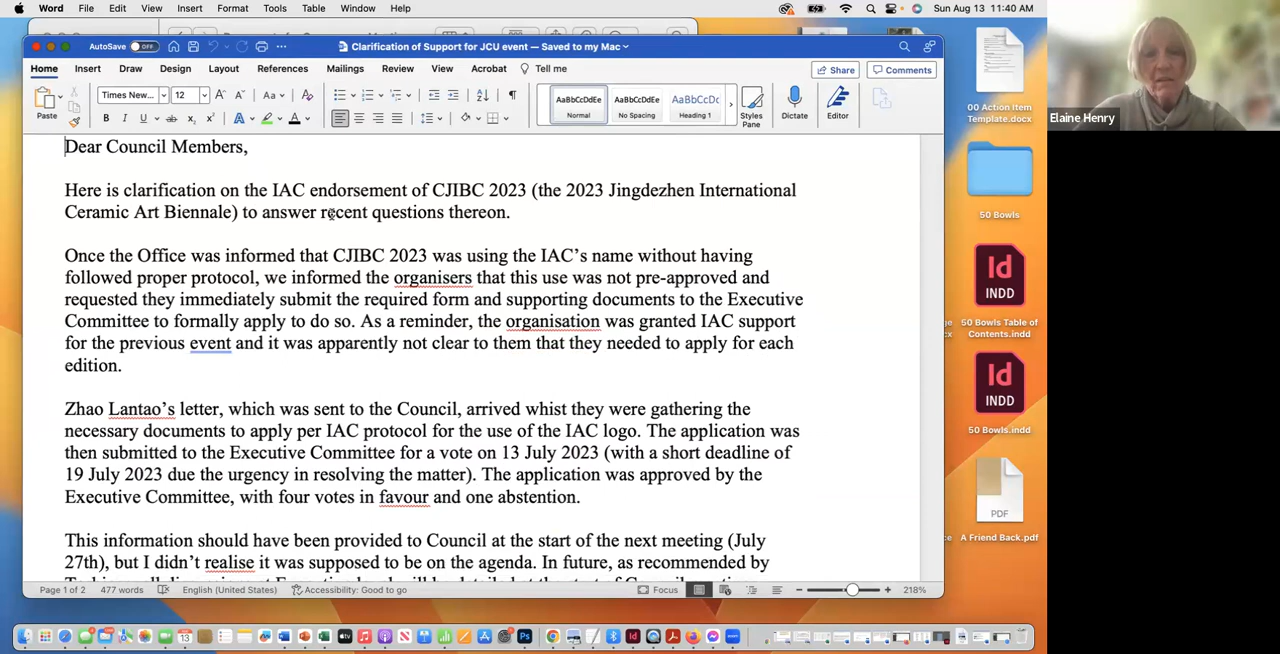 Word File Edit View Insert Format Tools Table Window Help Sun Aug 13 11:40 AM
AutoSave OFF Clarification of Support for JCU event — Saved to my Mac
Home Insert Draw Design Layout References Mailings Review View Acrobat Tell me Share Comments
Paste Times New... 12 Aa AaBbCcDdEe AaBbCcDdEe AaBbCcDc
B I U ab Normal No Spacing Heading 1 Styles Pane Dictate Editor
Dear Council Members,
Here is clarification on the IAC endorsement of CJIBC 2023 (the 2023 Jingdezhen International
Ceramic Art Biennale) to answer recent questions thereon.
Once the Office was informed that CJIBC 2023 was using the IAC’s name without having
followed proper protocol, we informed the organisers that this use was not pre-approved and
requested they immediately submit the required form and supporting documents to the Executive
Committee to formally apply to do so. As a reminder, the organisation was granted IAC support
for the previous event and it was apparently not clear to them that they needed to apply for each
edition.
Zhao Lantao’s letter, which was sent to the Council, arrived whist they were gathering the
necessary documents to apply per IAC protocol for the use of the IAC logo. The application was
then submitted to the Executive Committee for a vote on 13 July 2023 (with a short deadline of
19 July 2023 due the urgency in resolving the matter). The application was approved by the
Executive Committee, with four votes in favour and one abstention.
This information should have been provided to Council at the start of the next meeting (July
27th), but I didn’t realise it was supposed to be on the agenda. In future, as recommended by
Page 1 of 2 477 words English (United States) Accessibility: Good to go Focus 218%
00 Action Item
Template.docx
50 Bowls
Id
INDD
50 Bowls Table of
Contents.indd
Id
INDD
50 Bowls.indd
PDF
A Friend Back.pdf
Elaine Henry